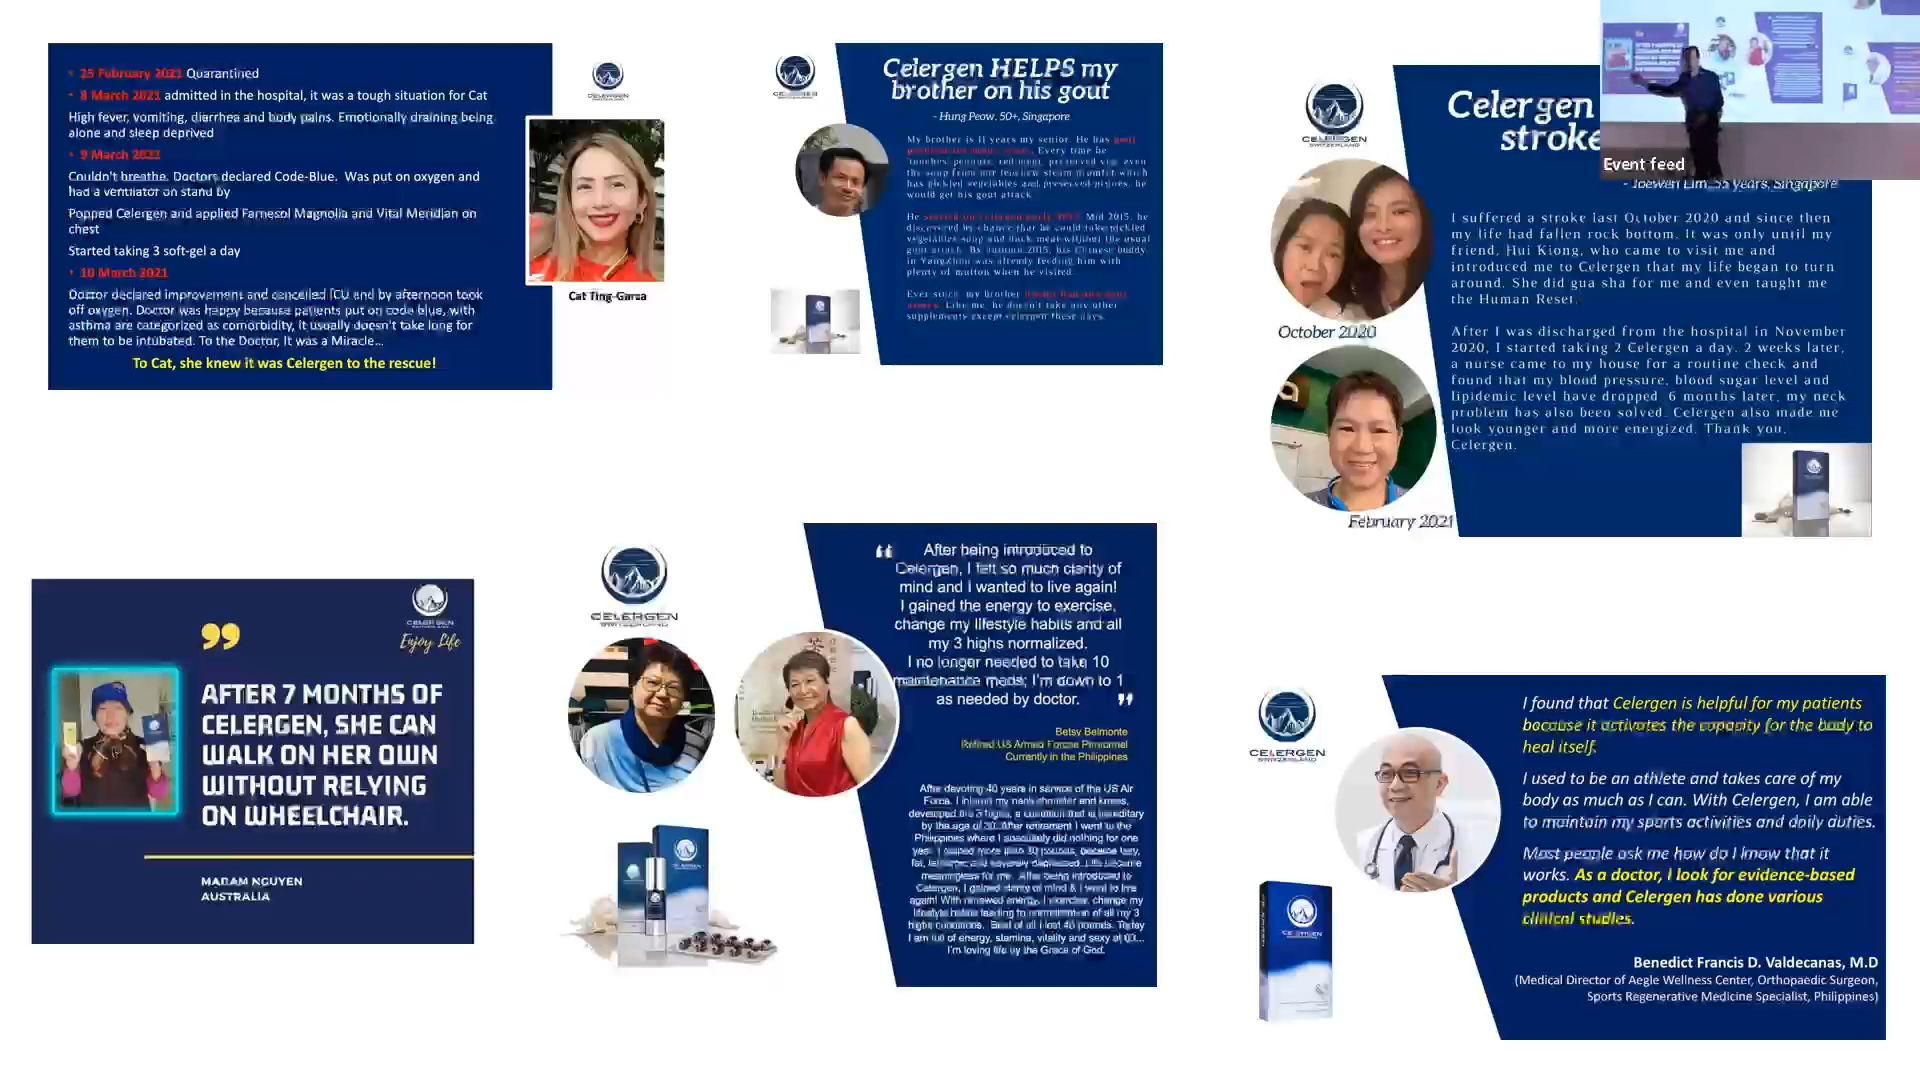 • 25 February 2021 Quarantined
• 8 March 2021 admitted in the hospital, it was a tough situation for Cat
High fever, vomiting, diarrhea and body pains. Emotionally draining being
alone and sleep deprived
• 9 March 2021
Couldn't breathe. Doctors declared Code-Blue. Was put on oxygen and
had a ventilator on stand by
Popped Celergen and applied Farnesol Magnolia and Vital Meridian on
chest
Started taking 3 soft-gel a day
• 10 March 2021
Doctor declared improvement and cancelled ICU and by afternoon took
off oxygen. Doctor was happy because patients put on code blue, with
asthma are categorized as comorbidity, it usually doesn't take long for
them to be intubated. To the Doctor, It was a Miracle...
To Cat, she knew it was Celergen to the rescue!
CELERGEN
Cat Ting-Garsa
CELERGEN
Celergen HELPS my
brother on his gout
- Hung Peow, 50+, Singapore
My brother is 11 years my senior. He has gout
Every time he
touches peanuts, red meat, preserved veg, even
the soup from our teochew steam pomfret which
has pickled vegetables and preserved plums, he
would get his gout attack.
He started on Celergen early 2015. Mid 2015, he
discovered by chance that he could take pickled
vegetables soup and duck meat without the usual
gout attack. By autumn 2015, his Chinese buddy
in YangZhou was already feeding him with
plenty of mutton when he visited.
Ever since, my brother
Like me, he doesn't take any other
supplements except celergen these days.
CELERGEN
SWITZERLAND
Celergen
stroke
Event feed
- Joewen Lim, 55 years, Singapore
I suffered a stroke last October 2020 and since then
my life had fallen rock bottom. It was only until my
friend, Hui Kiong, who came to visit me and
introduced me to Celergen that my life began to turn
around. She did gua sha for me and even taught me
the Human Reset.
After I was discharged from the hospital in November
2020, I started taking 2 Celergen a day. 2 weeks later,
a nurse came to my house for a routine check and
found that my blood pressure, blood sugar level and
lipidemic level have dropped. 6 months later, my neck
problem has also been solved. Celergen also made me
look younger and more energized. Thank you,
Celergen.
October 2020
February 2021
CELERGEN
Enjoy Life
AFTER 7 MONTHS OF
CELERGEN, SHE CAN
WALK ON HER OWN
WITHOUT RELYING
ON WHEELCHAIR.
MADAM NGUYEN
AUSTRALIA
CELERGEN
SWITZERLAND
“ After being introduced to
Celergen, I felt so much clarity of
mind and I wanted to live again!
I gained the energy to exercise,
change my lifestyle habits and all
my 3 highs normalized.
I no longer needed to take 10
maintenance meds; I'm down to 1
as needed by doctor. ”
Betsy Belmonte
Retired US Armed Forces Personnel
Currently in the Philippines
After devoting 40 years in service of the US Air
Force, I injured my neck shoulder and knees,
developed the 3 highs, a condition that is hereditary
by the age of 30. After retirement I went to the
Philippines where I absolutely did nothing for one
year. I gained more than 30 pounds, became lazy,
fat, lethargic and severely depressed. Life became
meaningless for me. After being introduced to
Celergen, I gained clarity of mind & I want to live
again! With renewed energy, I exercise, change my
lifestyle habits leading to normalization of all my 3
highs conditions. Best of all I lost 40 pounds. Today
I am full of energy, stamina, vitality and sexy at
I'm loving life by the Grace of God.
CELERGEN
SWITZERLAND
I found that Celergen is helpful for my patients
because it activates the capacity for the body to
heal itself.
I used to be an athlete and takes care of my
body as much as I can. With Celergen, I am able
to maintain my sports activities and daily duties.
Most people ask me how do I know that it
works. As a doctor, I look for evidence-based
products and Celergen has done various
clinical studies.
Benedict Francis D. Valdecanas, M.D
(Medical Director of Aegle Wellness Center, Orthopaedic Surgeon,
Sports Regenerative Medicine Specialist, Philippines)